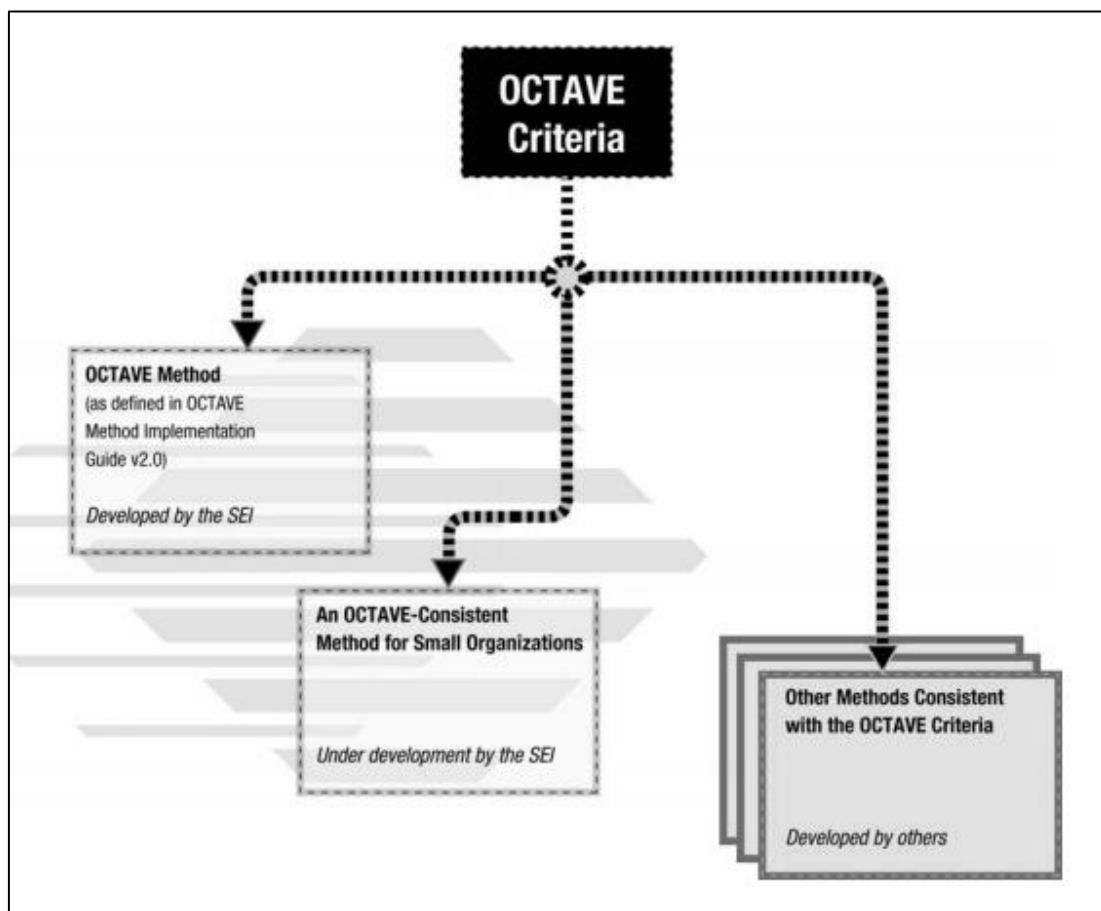 OCTAVE
Criteria
OCTAVE Method
(as defined in OCTAVE
Method Implementation
Guide v2.0)
Developed by the SEI
An OCTAVE-Consistent
Method for Small Organizations
Under development by the SEI
Other Methods Consistent
with the OCTAVE Criteria
Developed by others